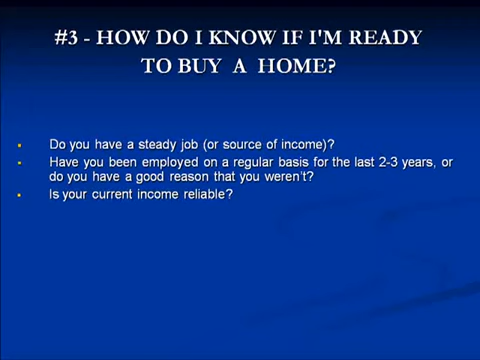 #3 - HOW DO I KNOW IF I'M READY
TO BUY A HOME?
Do you have a steady job (or source of income)?
Have you been employed on a regular basis for the last 2-3 years, or
do you have a good reason that you weren't?
Is your current income reliable?